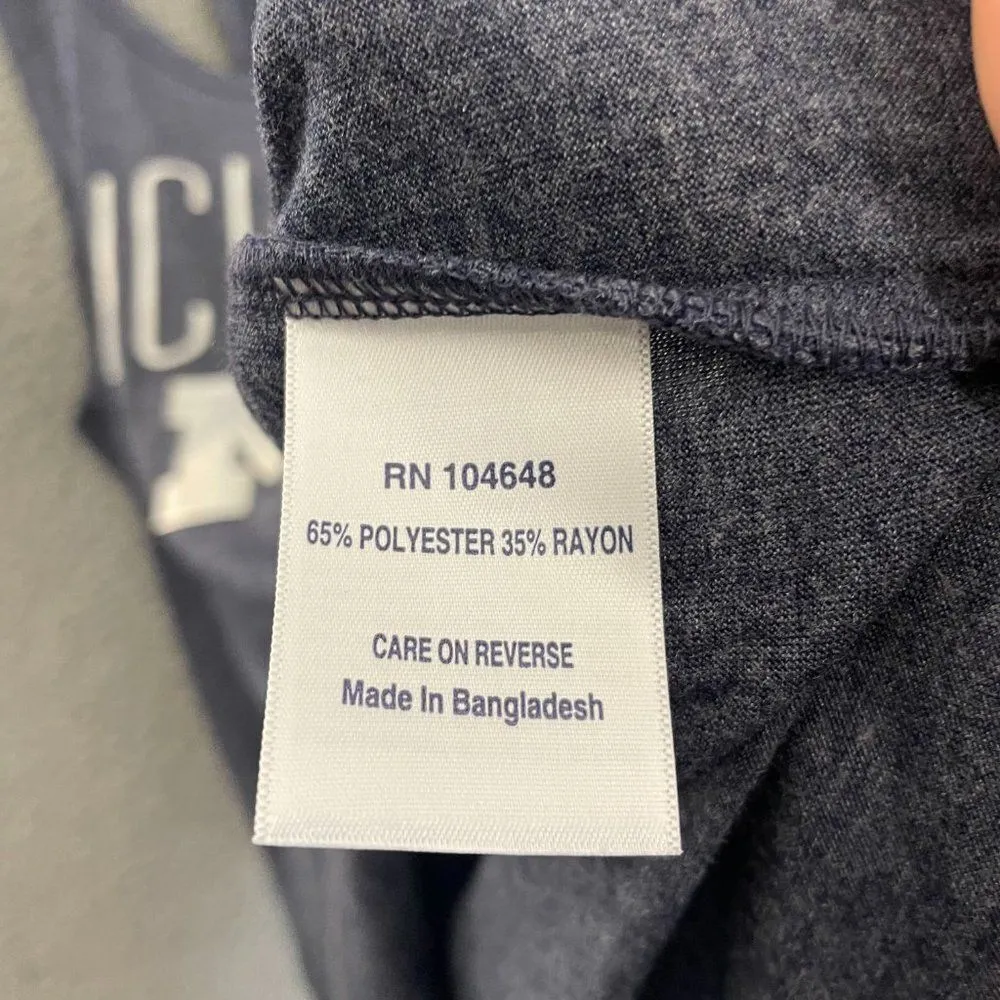 RN 104648
65% POLYESTER 35% RAYON
CARE ON REVERSE
Made In Bangladesh